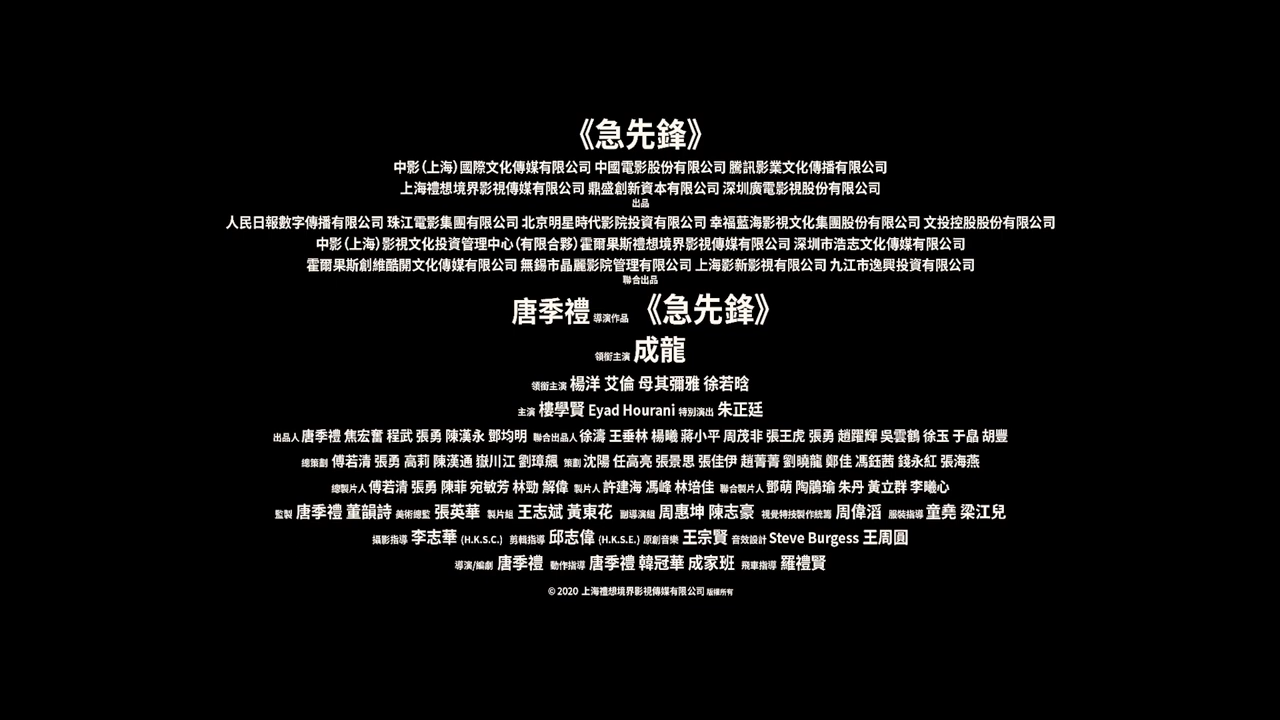 《急先鋒》
中影(上海)國際文化傳媒有限公司 中國電影股份有限公司 騰訊影業文化傳播有限公司
上海禮想境界影視傳媒有限公司 鼎盛創新資本有限公司 深圳廣電影視股份有限公司
出品
人民日報數字傳播有限公司 珠江電影集團有限公司 北京明星時代影院投資有限公司 幸福藍海影視文化集團股份有限公司 文投控股股份有限公司
中影(上海)影視文化投資管理中心(有限合夥) 霍爾果斯禮想境界影視傳媒有限公司 深圳市浩志文化傳媒有限公司
霍爾果斯創維酷開文化傳媒有限公司 無錫市晶麗影院管理有限公司 上海影新影視有限公司 九江市逸興投資有限公司
聯合出品
唐季禮 導演作品 《急先鋒》
領銜主演 成龍
領銜主演 楊洋 艾倫 母其彌雅 徐若晗
主演 樓學賢 Eyad Hourani 特別演出 朱正廷
出品人 唐季禮 焦宏奮 程武 張勇 陳漢永 鄧均明 聯合出品人 徐濤 王垂林 楊曦 蔣小平 周茂非 張王虎 張勇 趙躍輝 吳雲鶴 徐玉 于晶 胡豐
總策劃 傅若清 張勇 高莉 陳漢通 嶽川江 劉璋飆 策劃 沈陽 任高亮 張景思 張佳伊 趙菁菁 劉曉龍 鄭佳 馮鈺茜 錢永紅 張海燕
總製片人 傅若清 張勇 陳菲 宛敏芳 林勁 解偉 製片人 許建海 馮峰 林培佳 聯合製片人 鄧萌 陶鵑瑜 朱丹 黃立群 李曦心
監製 唐季禮 董韻詩 美術總監 張英華 製片組 王志斌 黃東花 副導演組 周惠坤 陳志豪 視覺特技製作統籌 周偉滔 服裝指導 童堯 梁江兒
攝影指導 李志華 (H.K.S.C.) 剪輯指導 邱志偉 (H.K.S.E.) 原創音樂 王宗賢 音效設計 Steve Burgess 王周圓
導演/編劇 唐季禮 動作指導 唐季禮 韓冠華 成家班 飛車指導 羅禮賢
© 2020 上海禮想境界影視傳媒有限公司 版權所有